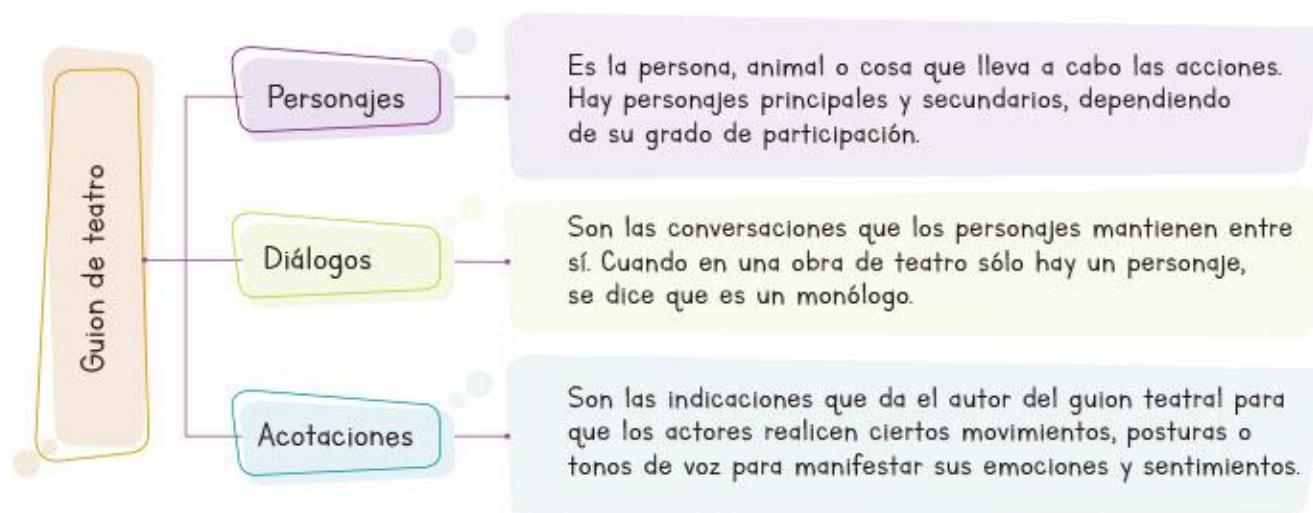 Guion de teatro
Personajes
Es la persona, animal o cosa que lleva a cabo las acciones.
Hay personajes principales y secundarios, dependiendo
de su grado de participación.
Diálogos
Son las conversaciones que los personajes mantienen entre
sí. Cuando en una obra de teatro sólo hay un personaje,
se dice que es un monólogo.
Acotaciones
Son las indicaciones que da el autor del guion teatral para
que los actores realicen ciertos movimientos, posturas o
tonos de voz para manifestar sus emociones y sentimientos.